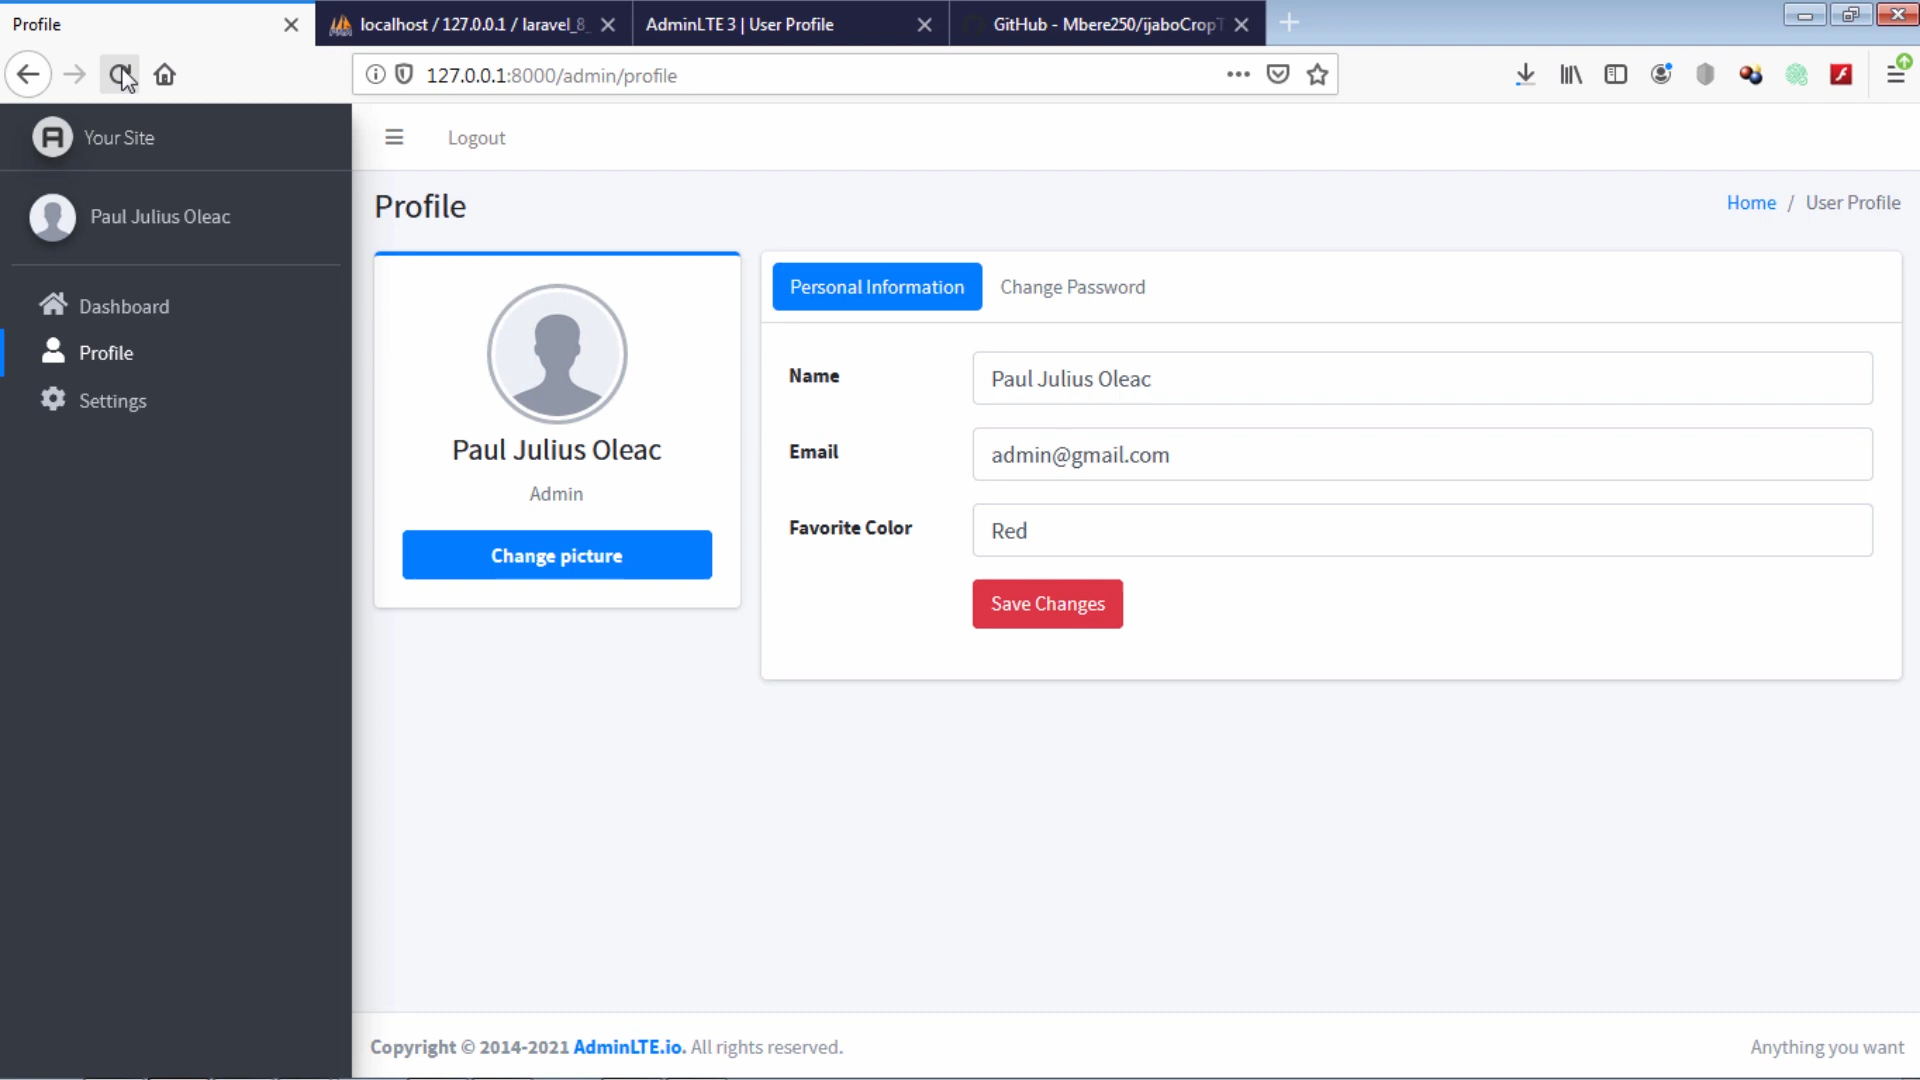 Profile
localhost / 127.0.0.1 / laravel_8_
AdminLTE 3 | User Profile
GitHub - Mbere250/ijaboCropT
127.0.0.1:8000/admin/profile
Your Site
Logout
Paul Julius Oleac
Dashboard
Profile
Settings
Profile
Home / User Profile
Paul Julius Oleac
Admin
Change picture
Personal Information
Change Password
Name
Paul Julius Oleac
Email
admin@gmail.com
Favorite Color
Red
Save Changes
Copyright © 2014-2021 AdminLTE.io. All rights reserved.
Anything you want